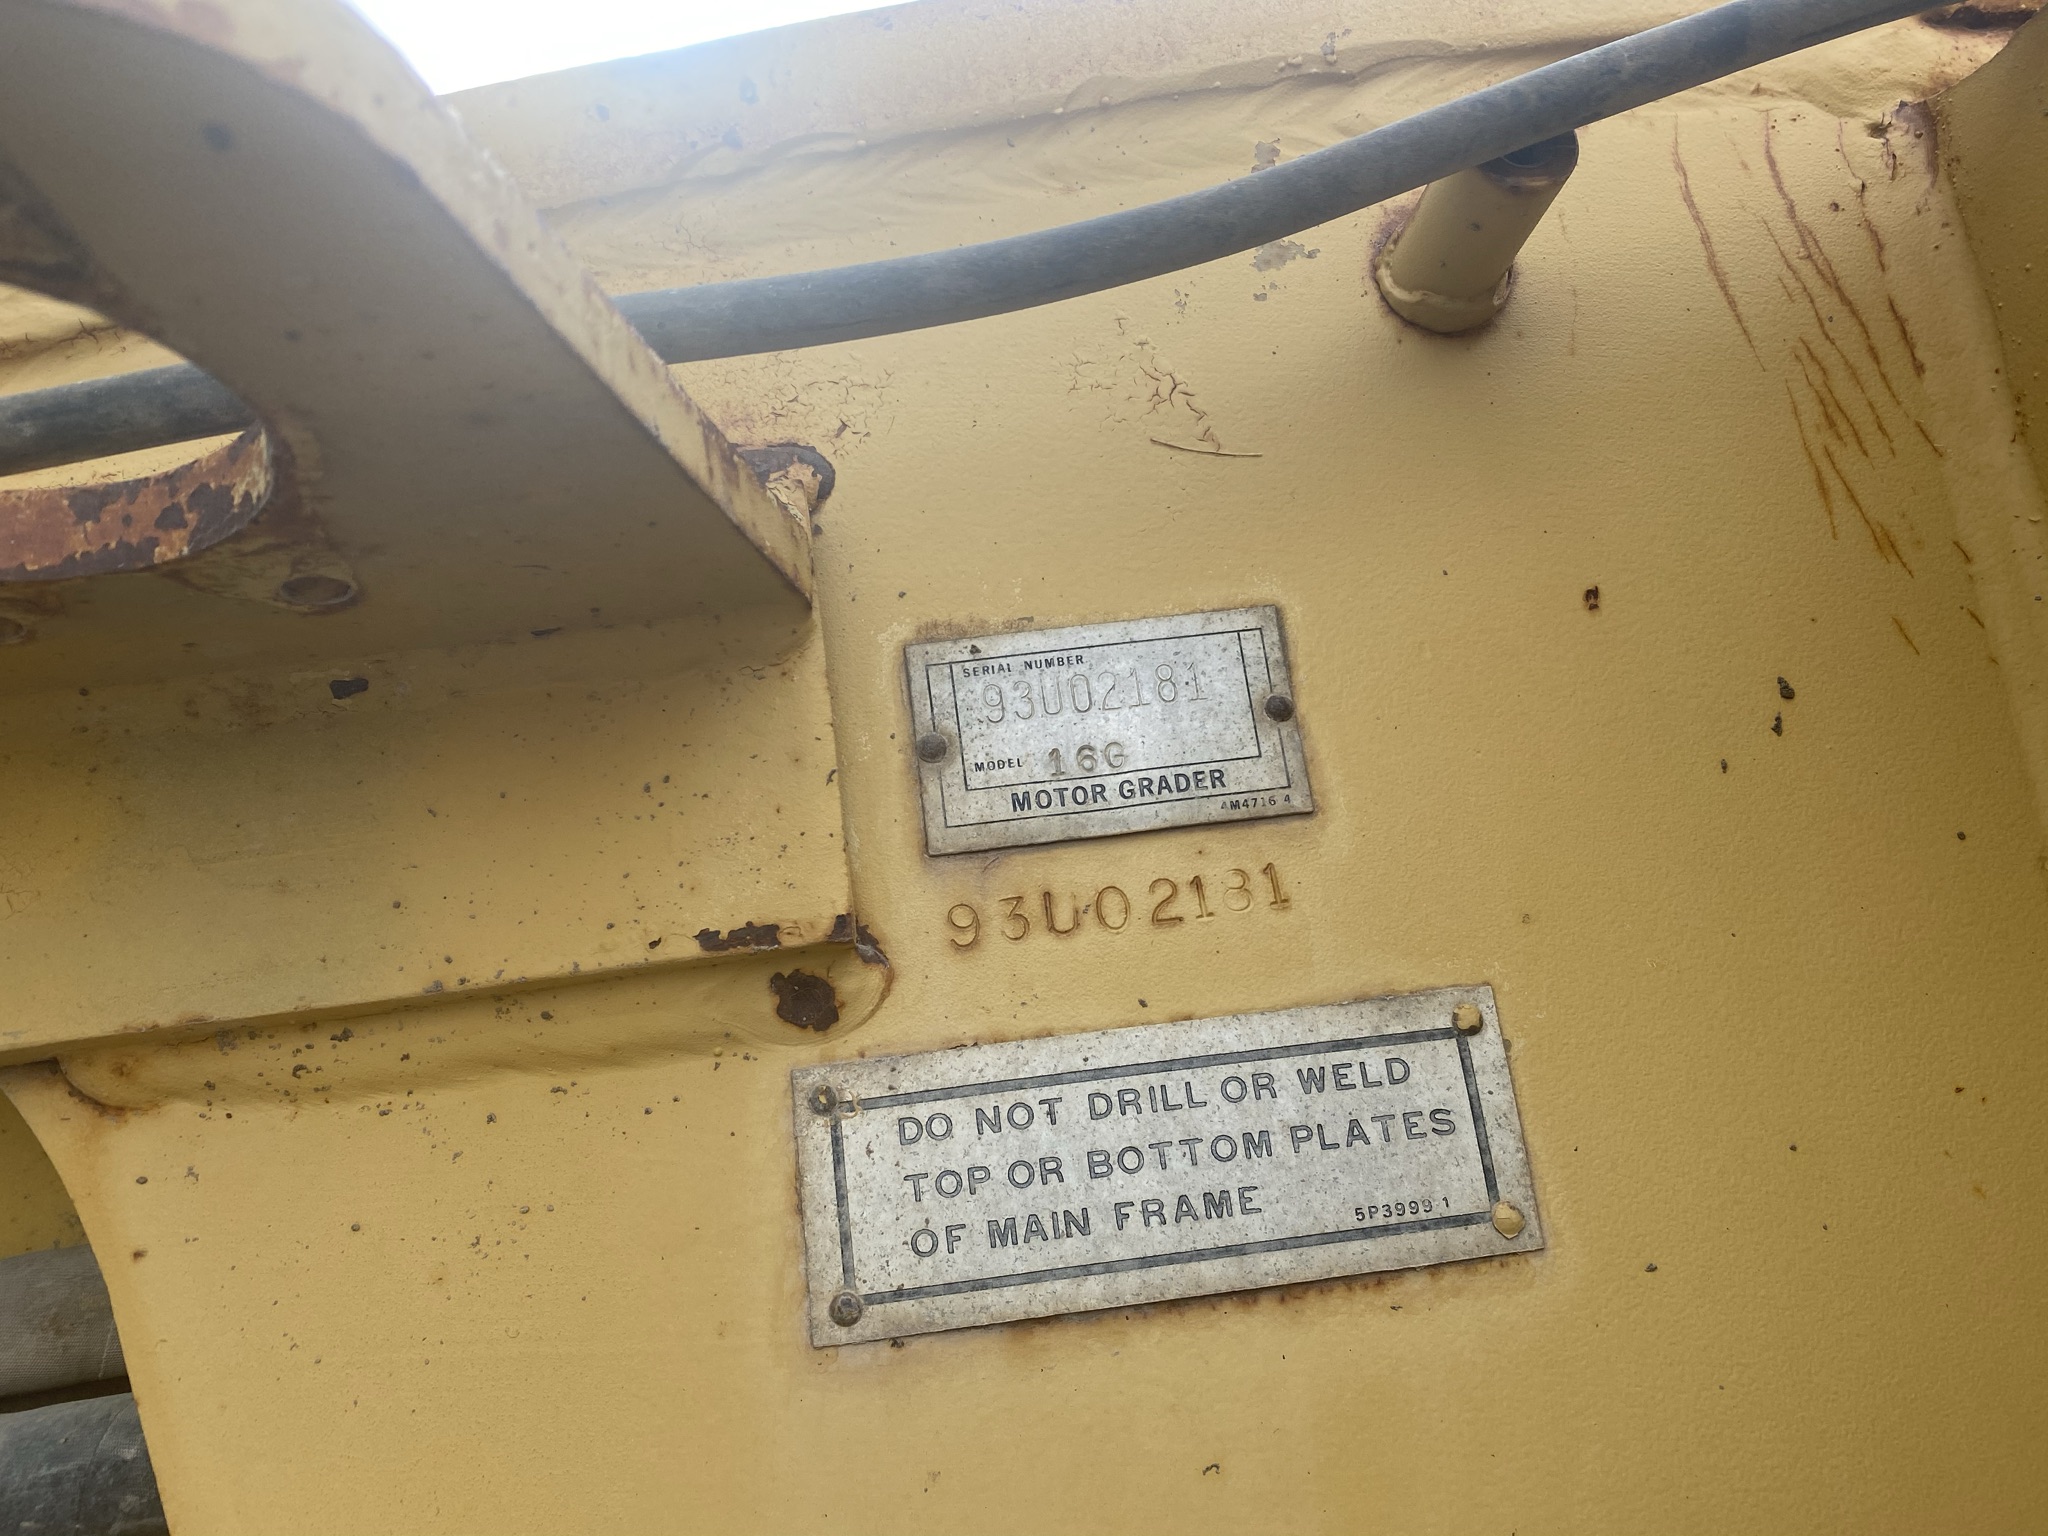 SERIAL NUMBER
93U02181
MODEL 16G
MOTOR GRADER
4M4716 4
93U02181
DO NOT DRILL OR WELD
TOP OR BOTTOM PLATES
OF MAIN FRAME
5P3999 1